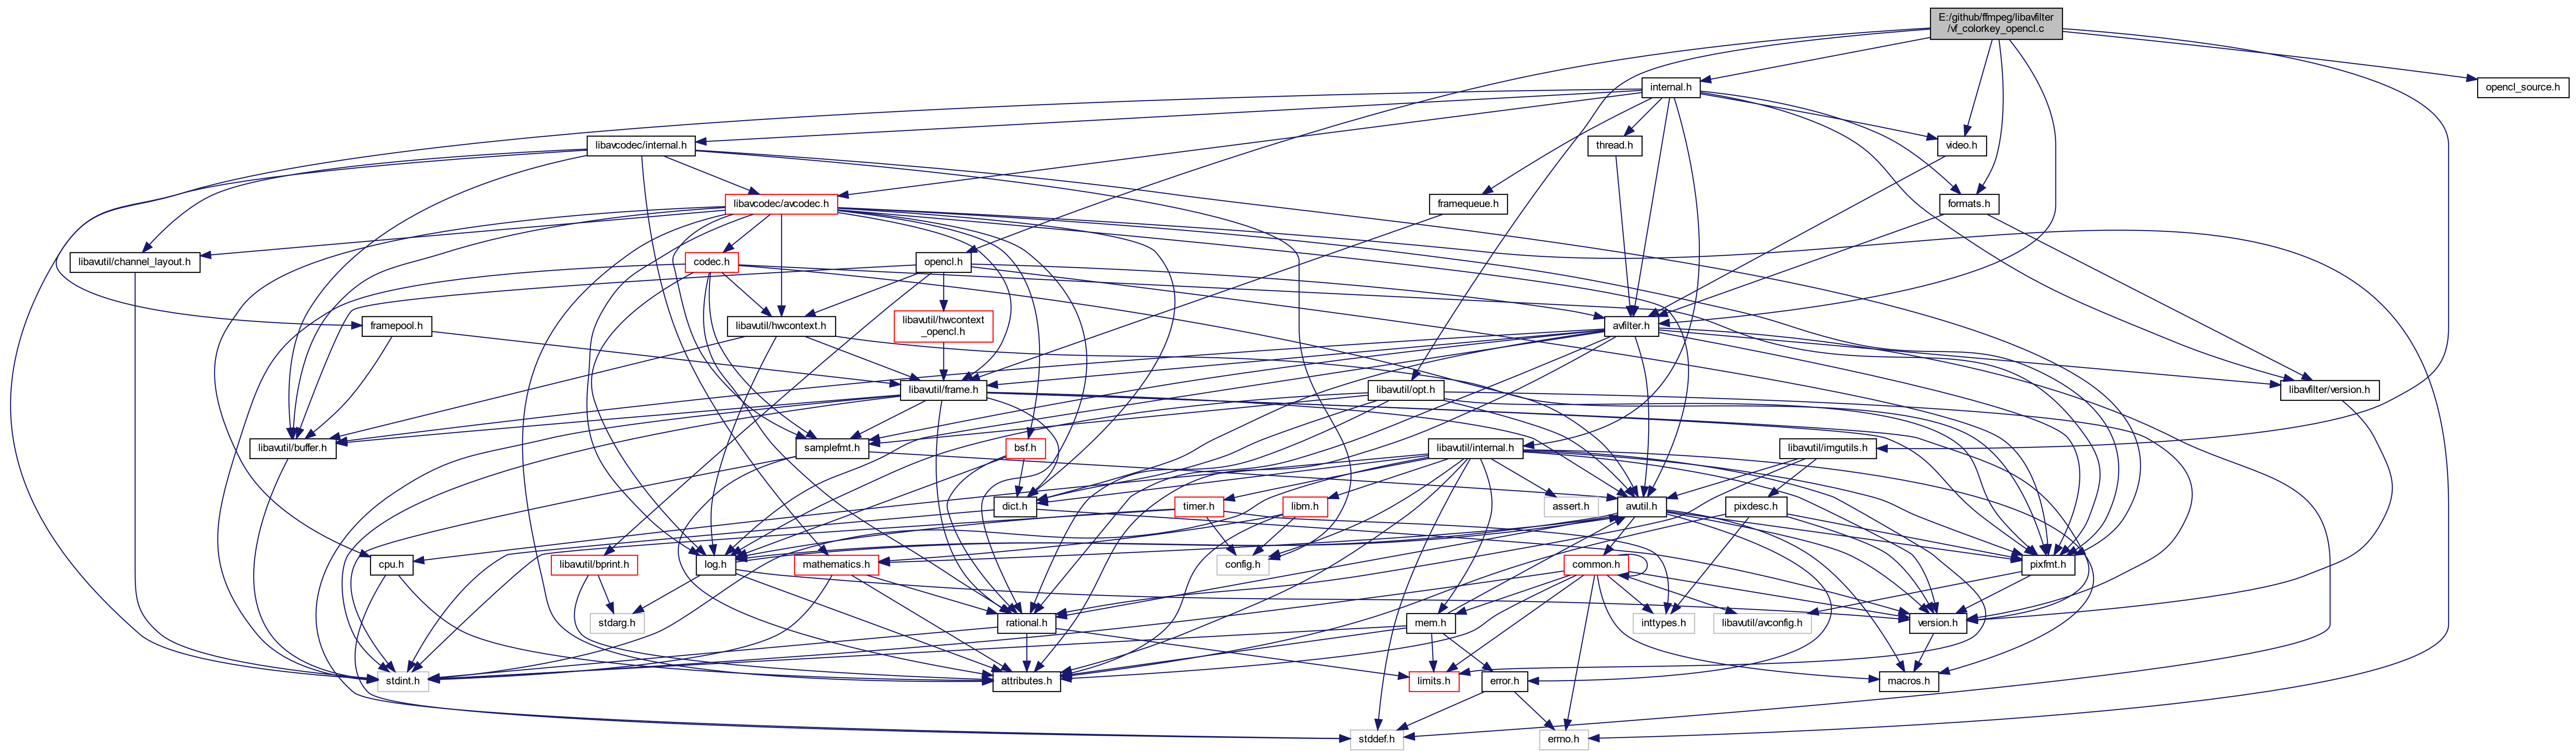 E:/github/ffmpeg/libavfilter
/vf_colorkey_opencl.c
internal.h
opencl_source.h
libavcodec/internal.h
thread.h
video.h
libavcodec/avcodec.h
framequeue.h
formats.h
libavutil/channel_layout.h
codec.h
opencl.h
framepool.h
libavutil/hwcontext.h
libavutil/hwcontext
_opencl.h
avfilter.h
libavutil/frame.h
libavutil/opt.h
libavfilter/version.h
libavutil/buffer.h
samplefmt.h
bsf.h
libavutil/internal.h
libavutil/imgutils.h
dict.h
timer.h
libm.h
assert.h
avutil.h
pixdesc.h
cpu.h
libavutil/bprint.h
log.h
mathematics.h
config.h
common.h
pixfmt.h
stdarg.h
rational.h
mem.h
inttypes.h
libavutil/avconfig.h
version.h
stdint.h
attributes.h
limits.h
error.h
macros.h
stddef.h
errno.h